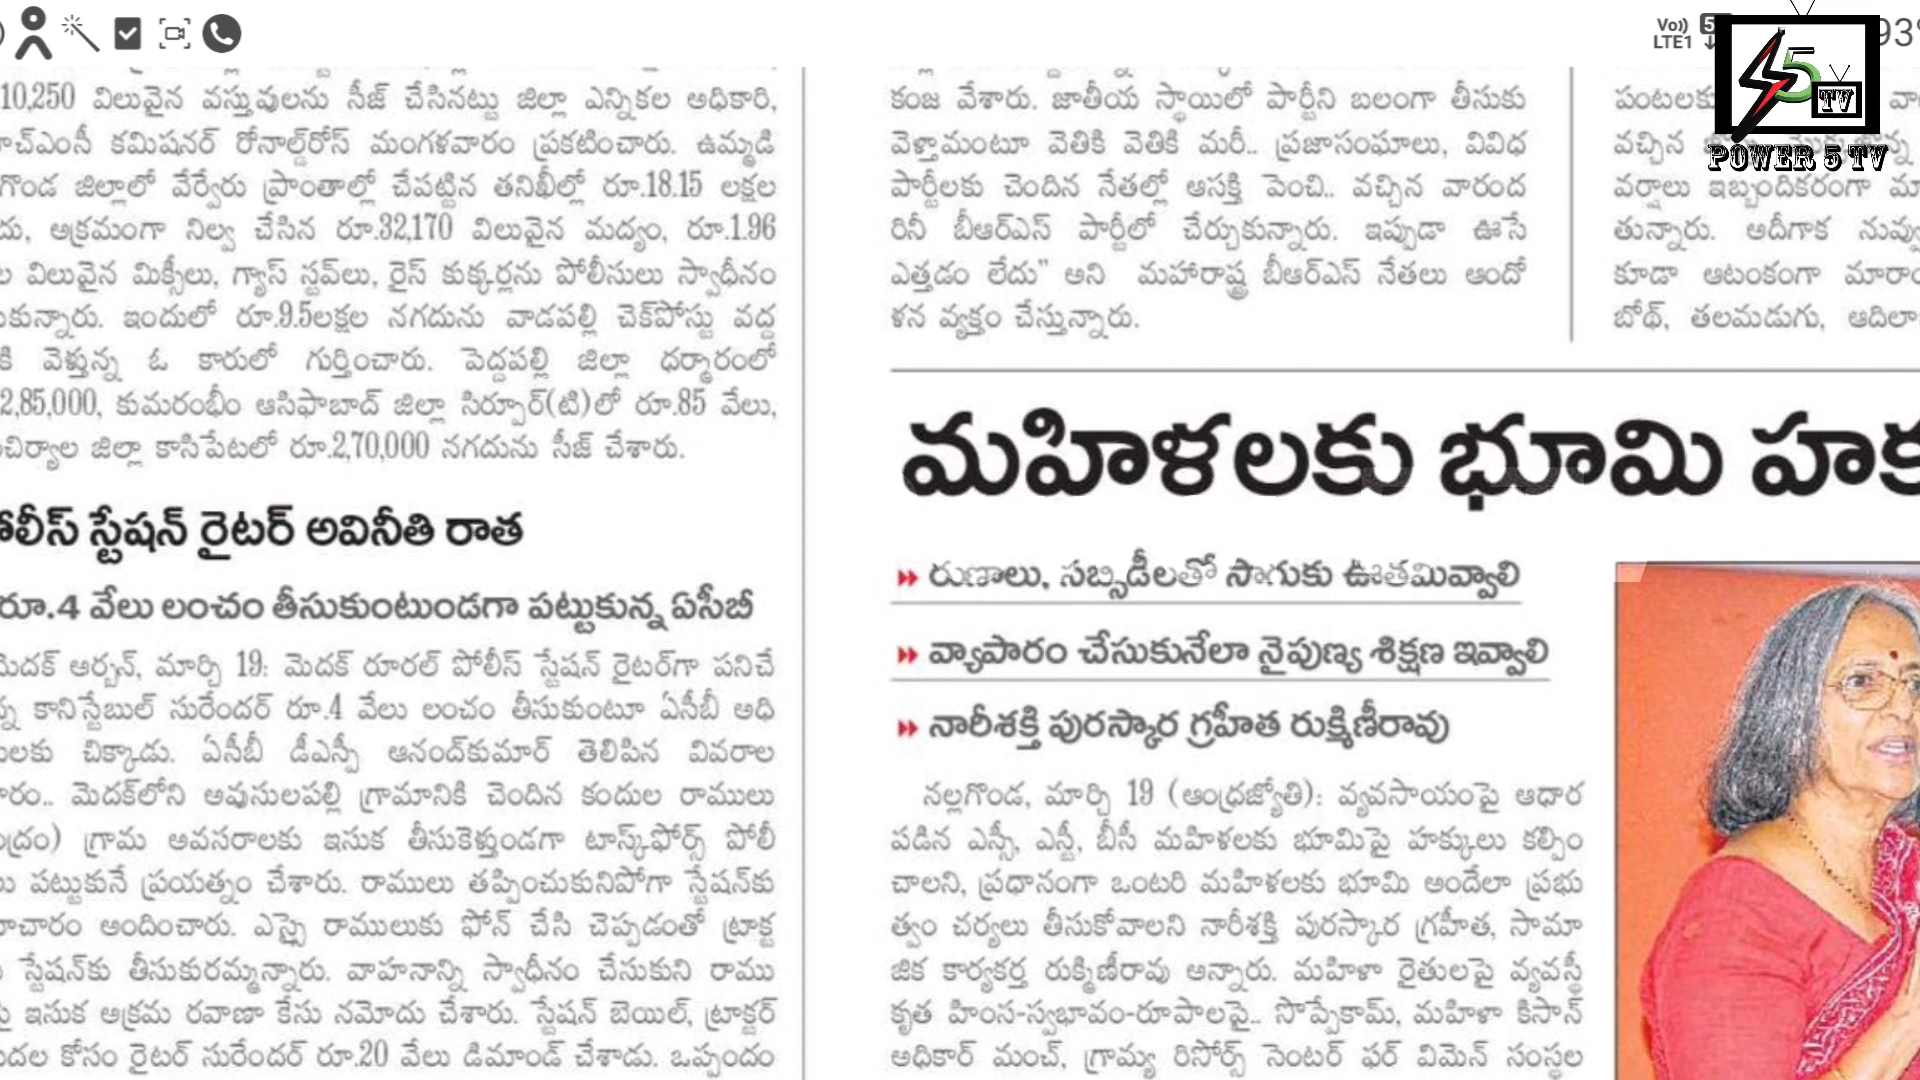 Vo))
LTE1
5
TV
POWER 5 TV
10,250 విలువైన వస్తువులను సీజ్ చేసినట్టు జిల్లా ఎన్నికల అధికారి,
కమిషనర్ రోనాల్డ్‌రోస్ మంగళవారం ప్రకటించారు. ఉమ్మడి
గొండ జిల్లాలో వేర్వేరు ప్రాంతాల్లో చేపట్టిన తనిఖీల్లో రూ.18.15 లక్షల
దు, అక్రమంగా నిల్వ చేసిన రూ.32,170 విలువైన మద్యం, రూ.1.96
ల విలువైన మిక్సీలు, గ్యాస్ స్టవ్‌లు, రైస్ కుక్కర్లను పోలీసులు స్వాధీనం
కున్నారు. ఇందులో రూ.9.5లక్షల నగదును వాడపల్లి చెక్‌పోస్టు వద్ద
కి వెళ్తున్న ఓ కారులో గుర్తించారు. పెద్దపల్లి జిల్లా ధర్మారంలో
2,85,000, కుమరంభీం ఆసిఫాబాద్ జిల్లా సిర్పూర్(టి)లో రూ.85 వేలు,
చిర్యాల జిల్లా కాసిపేటలో రూ.2,70,000 నగదును సీజ్ చేశారు.
పోలీస్ స్టేషన్ రైటర్ అవినీతి రాత
రూ.4 వేలు లంచం తీసుకుంటుండగా పట్టుకున్న ఏసీబీ
మెదక్ అర్బన్, మార్చి 19: మెదక్ రూరల్ పోలీస్ స్టేషన్ రైటర్‌గా పనిచే
న్న కానిస్టేబుల్ సురేందర్ రూ.4 వేలు లంచం తీసుకుంటూ ఏసీబీ అధి
లకు చిక్కాడు. ఏసీబీ డీఎస్పీ ఆనంద్‌కుమార్ తెలిపిన వివరాల
రం.. మెదక్‌లోని అవుసులపల్లి గ్రామానికి చెందిన కందుల రాములు
ద్రం) గ్రామ అవసరాలకు ఇసుక తీసుకెళ్తుండగా టాస్క్‌ఫోర్స్ పోలీ
లు పట్టుకునే ప్రయత్నం చేశారు. రాములు తప్పించుకునిపోగా స్టేషన్‌కు
చారం అందించారు. ఎస్సై రాములుకు ఫోన్ చేసి చెప్పడంతో ట్రాక్ట
స్టేషన్‌కు తీసుకురమ్మన్నారు. వాహనాన్ని స్వాధీనం చేసుకుని రాము
పై ఇసుక అక్రమ రవాణా కేసు నమోదు చేశారు. స్టేషన్ బెయిల్, ట్రాక్టర్
దల కోసం రైటర్ సురేందర్ రూ.20 వేలు డిమాండ్ చేశాడు. ఒప్పందం
కంజ వేశారు. జాతీయ స్థాయిలో పార్టీని బలంగా తీసుకు
వెళ్తామంటూ వెతికి వెతికి మరీ.. ప్రజాసంఘాలు, వివిధ
పార్టీలకు చెందిన నేతల్లో ఆసక్తి పెంచి.. వచ్చిన వారంద
రినీ బీఆర్ఎస్ పార్టీలో చేర్చుకున్నారు. ఇప్పుడా ఊసే
ఎత్తడం లేదు” అని మహారాష్ట్ర బీఆర్ఎస్ నేతలు ఆందో
ళన వ్యక్తం చేస్తున్నారు.
పంటలకు
వచ్చిన
వర్షాలు ఇబ్బందికరంగా మా
తున్నారు. అదీగాక నువ్వు
కూడా ఆటంకంగా మారా
బోథ్, తలమడుగు, ఆదిలా
మహిళలకు భూమి హక్కు
రుణాలు, సబ్సిడీలతో సాగుకు ఊతమివ్వాలి
వ్యాపారం చేసుకునేలా నైపుణ్య శిక్షణ ఇవ్వాలి
నారీశక్తి పురస్కార గ్రహీత రుక్మిణీరావు
నల్లగొండ, మార్చి 19 (ఆంధ్రజ్యోతి): వ్యవసాయంపై ఆధార
పడిన ఎస్సీ, ఎస్టీ, బీసీ మహిళలకు భూమిపై హక్కులు కల్పిం
చాలని, ప్రధానంగా ఒంటరి మహిళలకు భూమి అందేలా ప్రభు
త్వం చర్యలు తీసుకోవాలని నారీశక్తి పురస్కార గ్రహీత, సామా
జిక కార్యకర్త రుక్మిణీరావు అన్నారు. మహిళా రైతులపై వ్యవస్థీ
కృత హింస-స్వభావం-రూపాలపై.. సొప్పేకామ్, మహిళా కిసాన్
అధికార్ మంచ్, గ్రామ్య రిసోర్స్ సెంటర్ ఫర్ విమెన్ సంస్థల